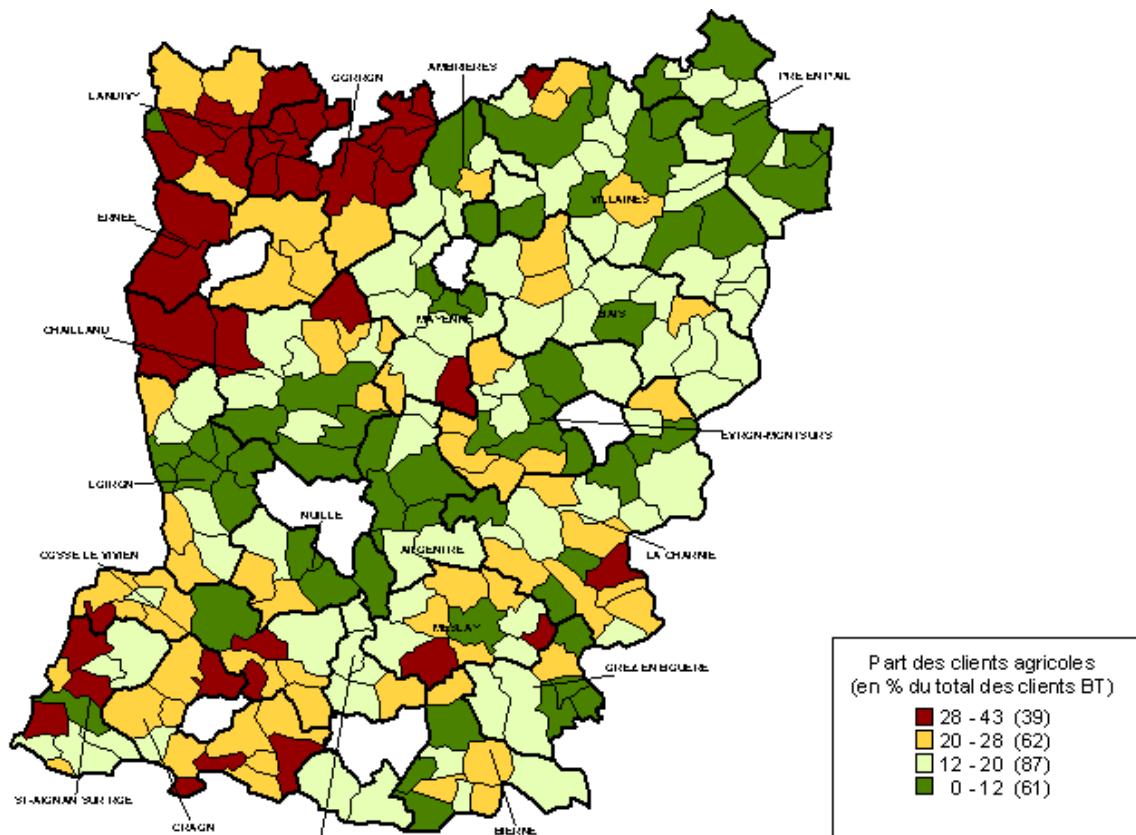 GORRON
AMBRIERES
PRE EN PAIL
LANDIVY
VILLAINES
ERNEE
MAYENNE
BAIS
CHAILLAND
EVRON-MONTSURS
LOIRON
NUILLE
ARGENTRE
LA CHARNIE
COSSE LE VIVIEN
MESLAY
GREZ EN BIOUERE
ST-AIGNAN SUR ROE
CRAON
BIERNE
Part des clients agricoles
(en % du total des clients BT)
28 - 43 (39)
20 - 28 (62)
12 - 20 (87)
0 - 12 (61)